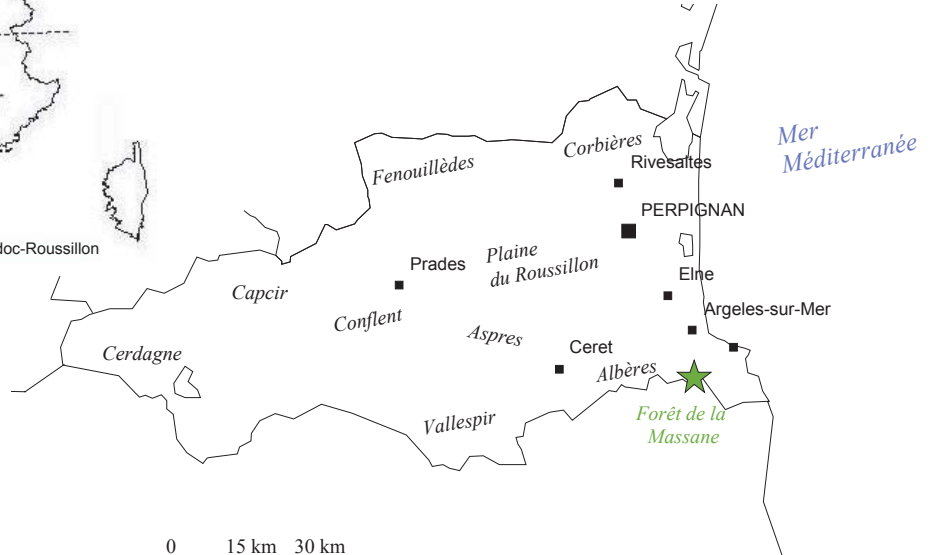 Mer
Méditerranée
Corbières
Rivesaltes
Fenouillèdes
PERPIGNAN
doc-Roussillon
Plaine
du Roussillon
Prades
Elne
Capcir
Argeles-sur-Mer
Conflent
Aspres
Cerdagne
Ceret
Albères
Forêt de la
Massane
Vallespir
0 15 km 30 km